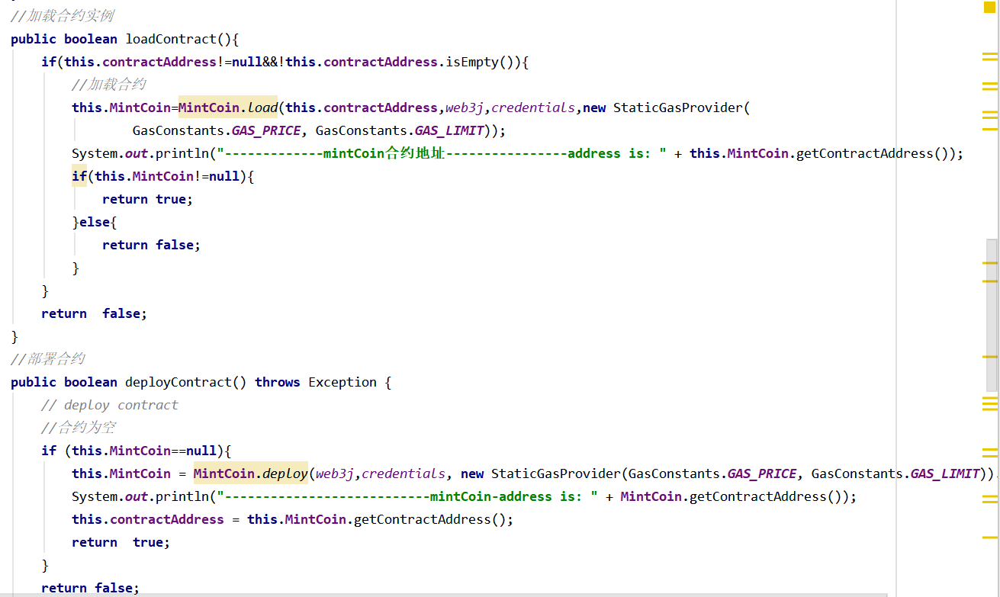 //加载合约实例
public boolean loadContract(){
if(this.contractAddress!=null&&!this.contractAddress.isEmpty()){
//加载合约
this.MintCoin=MintCoin.load(this.contractAddress,web3j,credentials,new StaticGasProvider(
GasConstants.GAS_PRICE, GasConstants.GAS_LIMIT));
System.out.println("-------------mintCoin合约地址----------------address is: " + this.MintCoin.getContractAddress());
if(this.MintCoin!=null){
return true;
}else{
return false;
}
}
return  false;
}
//部署合约
public boolean deployContract() throws Exception {
// deploy contract
//合约为空
if (this.MintCoin==null){
this.MintCoin = MintCoin.deploy(web3j,credentials, new StaticGasProvider(GasConstants.GAS_PRICE, GasConstants.GAS_LIMIT)).
System.out.println("---------------------------mintCoin-address is: " + MintCoin.getContractAddress());
this.contractAddress = this.MintCoin.getContractAddress();
return  true;
}
return false;